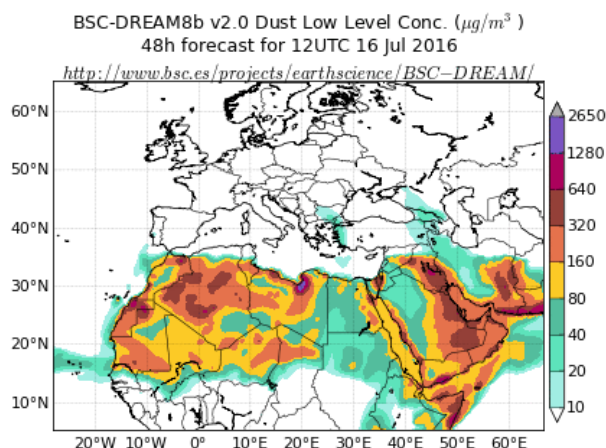 BSC-DREAM8b v2.0 Dust Low Level Conc. (μg/m³ )
48h forecast for 12UTC 16 Jul 2016
http://www.bsc.es/projects/earthscience/BSC−DREAM/
60°N
50°N
40°N
30°N
20°N
10°N
20°W 10°W 0° 10°E 20°E 30°E 40°E 50°E 60°E
2650
1280
640
320
160
80
40
20
10